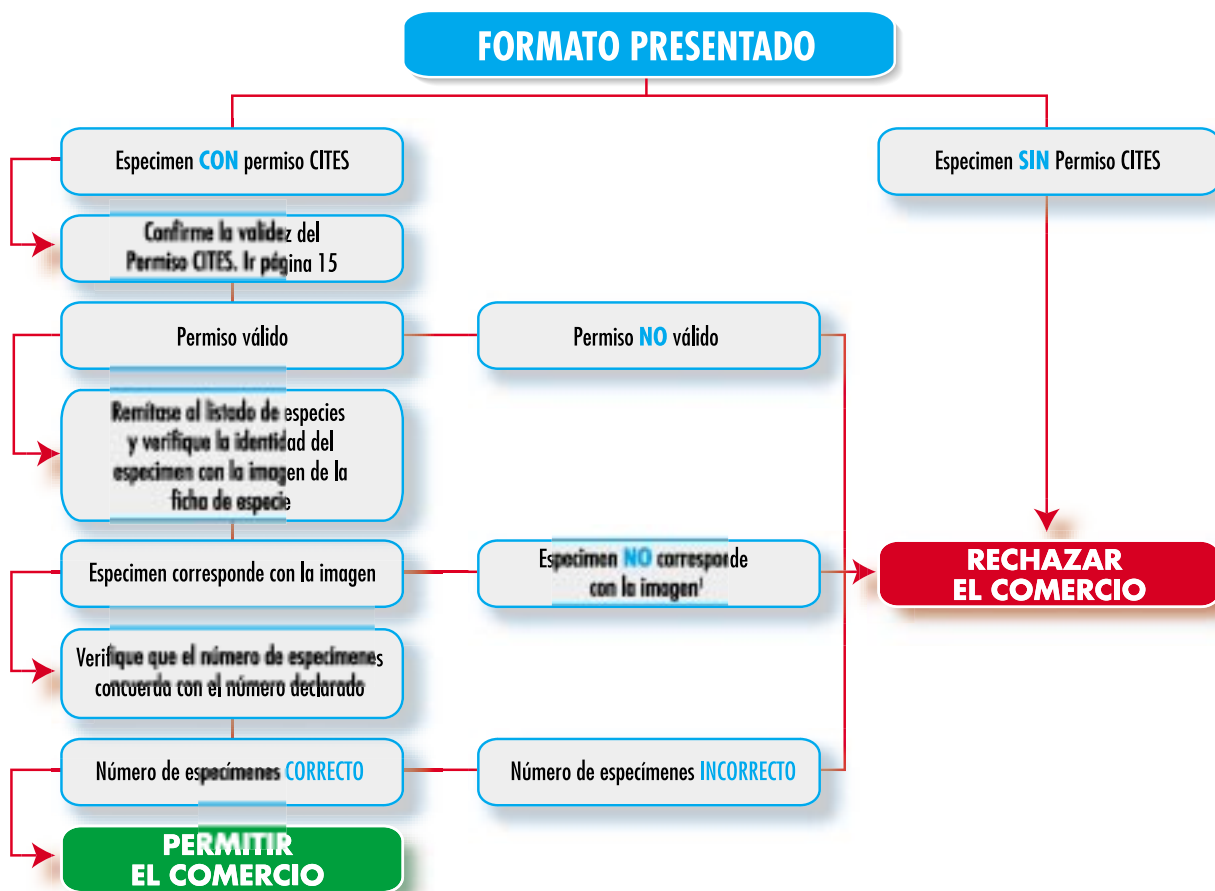 FORMATO PRESENTADO
Especimen CON permiso CITES
Especimen SIN Permiso CITES
Confirme la validez del
Permiso CITES. Ir página 15
Permiso válido
Permiso NO válido
Remítase al listado de especies
y verifique la identidad del
especimen con la imagen de la
ficha de especie
Especimen corresponde con la imagen
Especimen NO corresponde
con la imagen¹
RECHAZAR
EL COMERCIO
Verifique que el número de especímenes
concuerda con el número declarado
Número de especímenes CORRECTO
Número de especímenes INCORRECTO
PERMITIR
EL COMERCIO